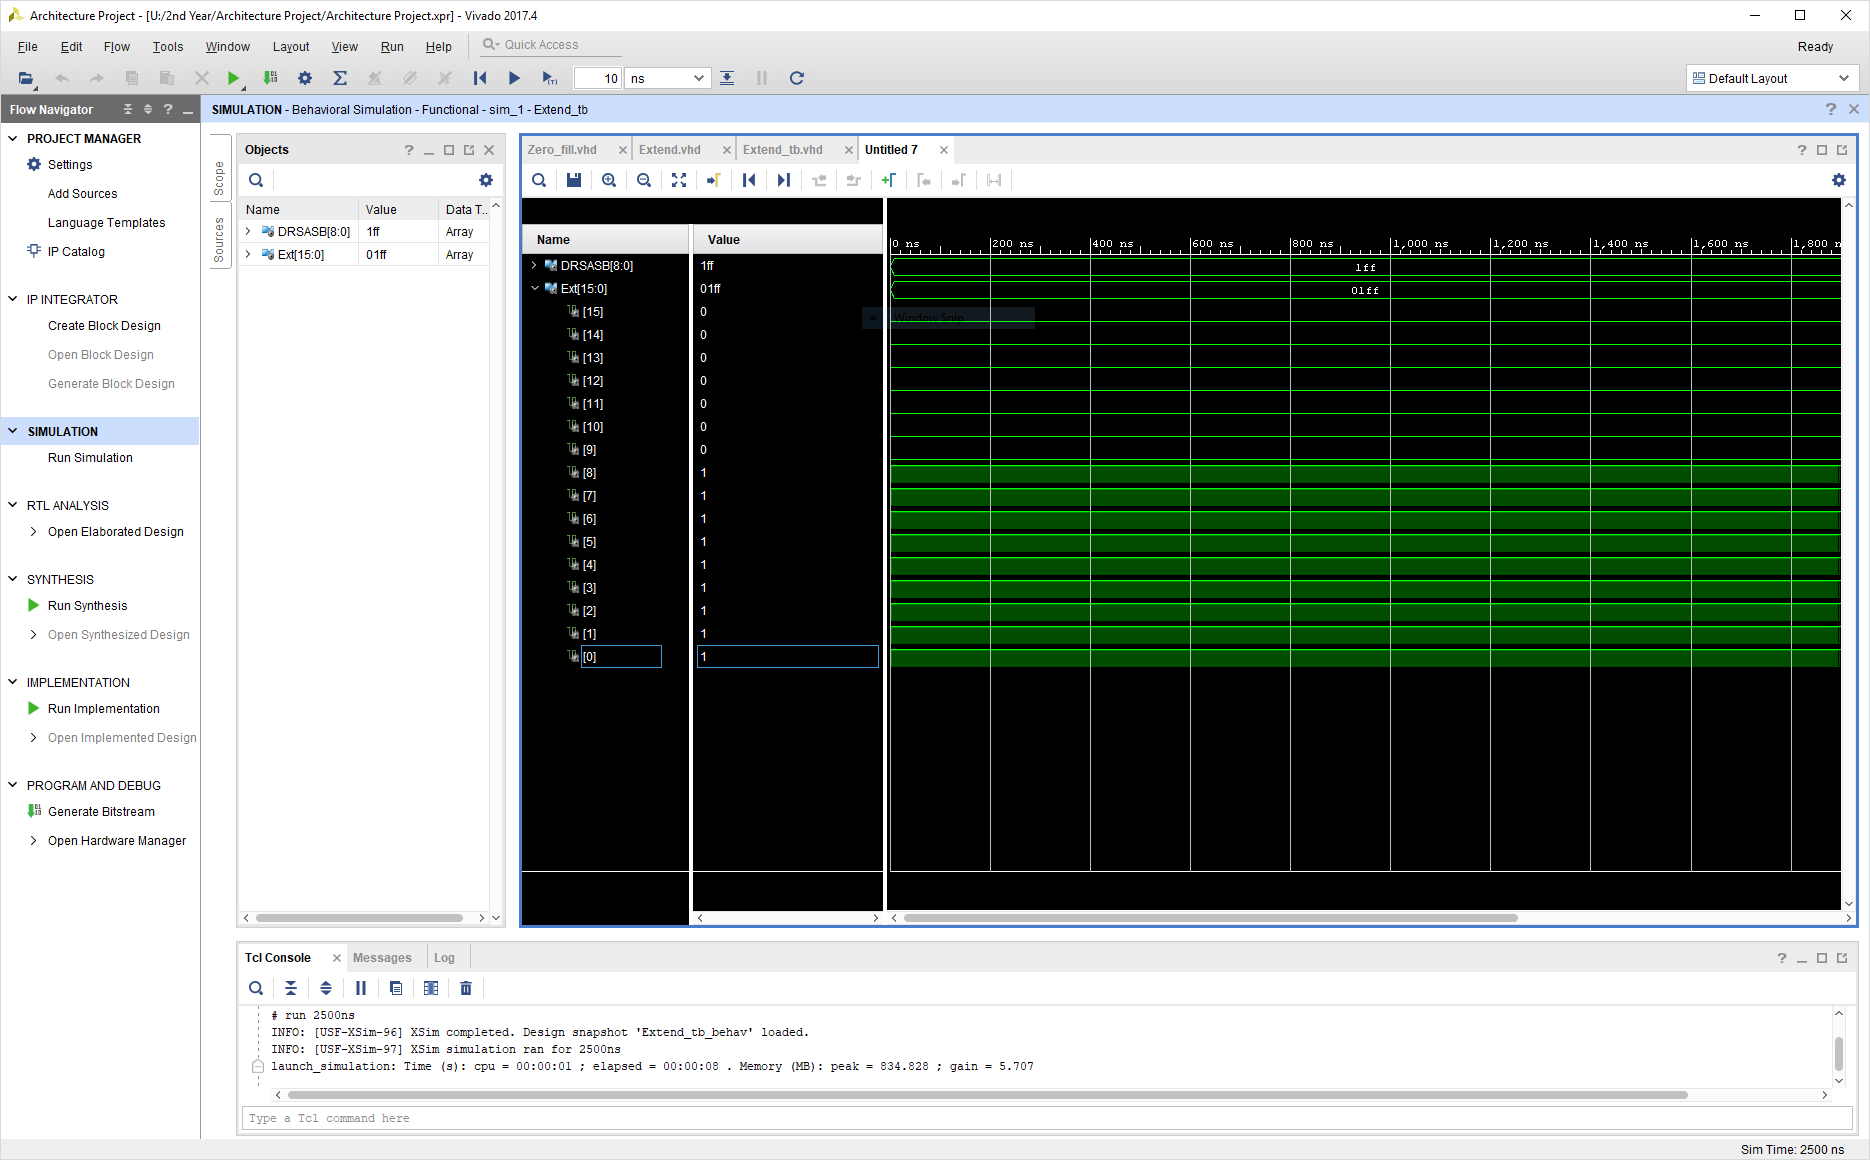 Architecture Project - [U:/2nd Year/Architecture Project/Architecture Project.xpr] - Vivado 2017.4
File Edit Flow Tools Window Layout View Run Help Quick Access
Ready
10 ns
Default Layout
Flow Navigator
SIMULATION - Behavioral Simulation - Functional - sim_1 - Extend_tb
PROJECT MANAGER
Settings
Add Sources
Language Templates
IP Catalog
IP INTEGRATOR
Create Block Design
Open Block Design
Generate Block Design
SIMULATION
Run Simulation
RTL ANALYSIS
Open Elaborated Design
SYNTHESIS
Run Synthesis
Open Synthesized Design
IMPLEMENTATION
Run Implementation
Open Implemented Design
PROGRAM AND DEBUG
Generate Bitstream
Open Hardware Manager
Scope
Sources
Objects
Name Value Data T...
DRSASB[8:0] 1ff Array
Ext[15:0] 01ff Array
Zero_fill.vhd Extend.vhd Extend_tb.vhd Untitled 7
Name Value
0 ns 200 ns 400 ns 600 ns 800 ns 1,000 ns 1,200 ns 1,400 ns 1,600 ns 1,800 n
DRSASB[8:0] 1ff 1ff
Ext[15:0] 01ff 01ff
[15] 0 Window Snip
[14] 0
[13] 0
[12] 0
[11] 0
[10] 0
[9] 0
[8] 1
[7] 1
[6] 1
[5] 1
[4] 1
[3] 1
[2] 1
[1] 1
[0] 1
Tcl Console Messages Log
# run 2500ns
INFO: [USF-XSim-96] XSim completed. Design snapshot 'Extend_tb_behav' loaded.
INFO: [USF-XSim-97] XSim simulation ran for 2500ns
launch_simulation: Time (s): cpu = 00:00:01 ; elapsed = 00:00:08 . Memory (MB): peak = 834.828 ; gain = 5.707
Type a Tcl command here
Sim Time: 2500 ns